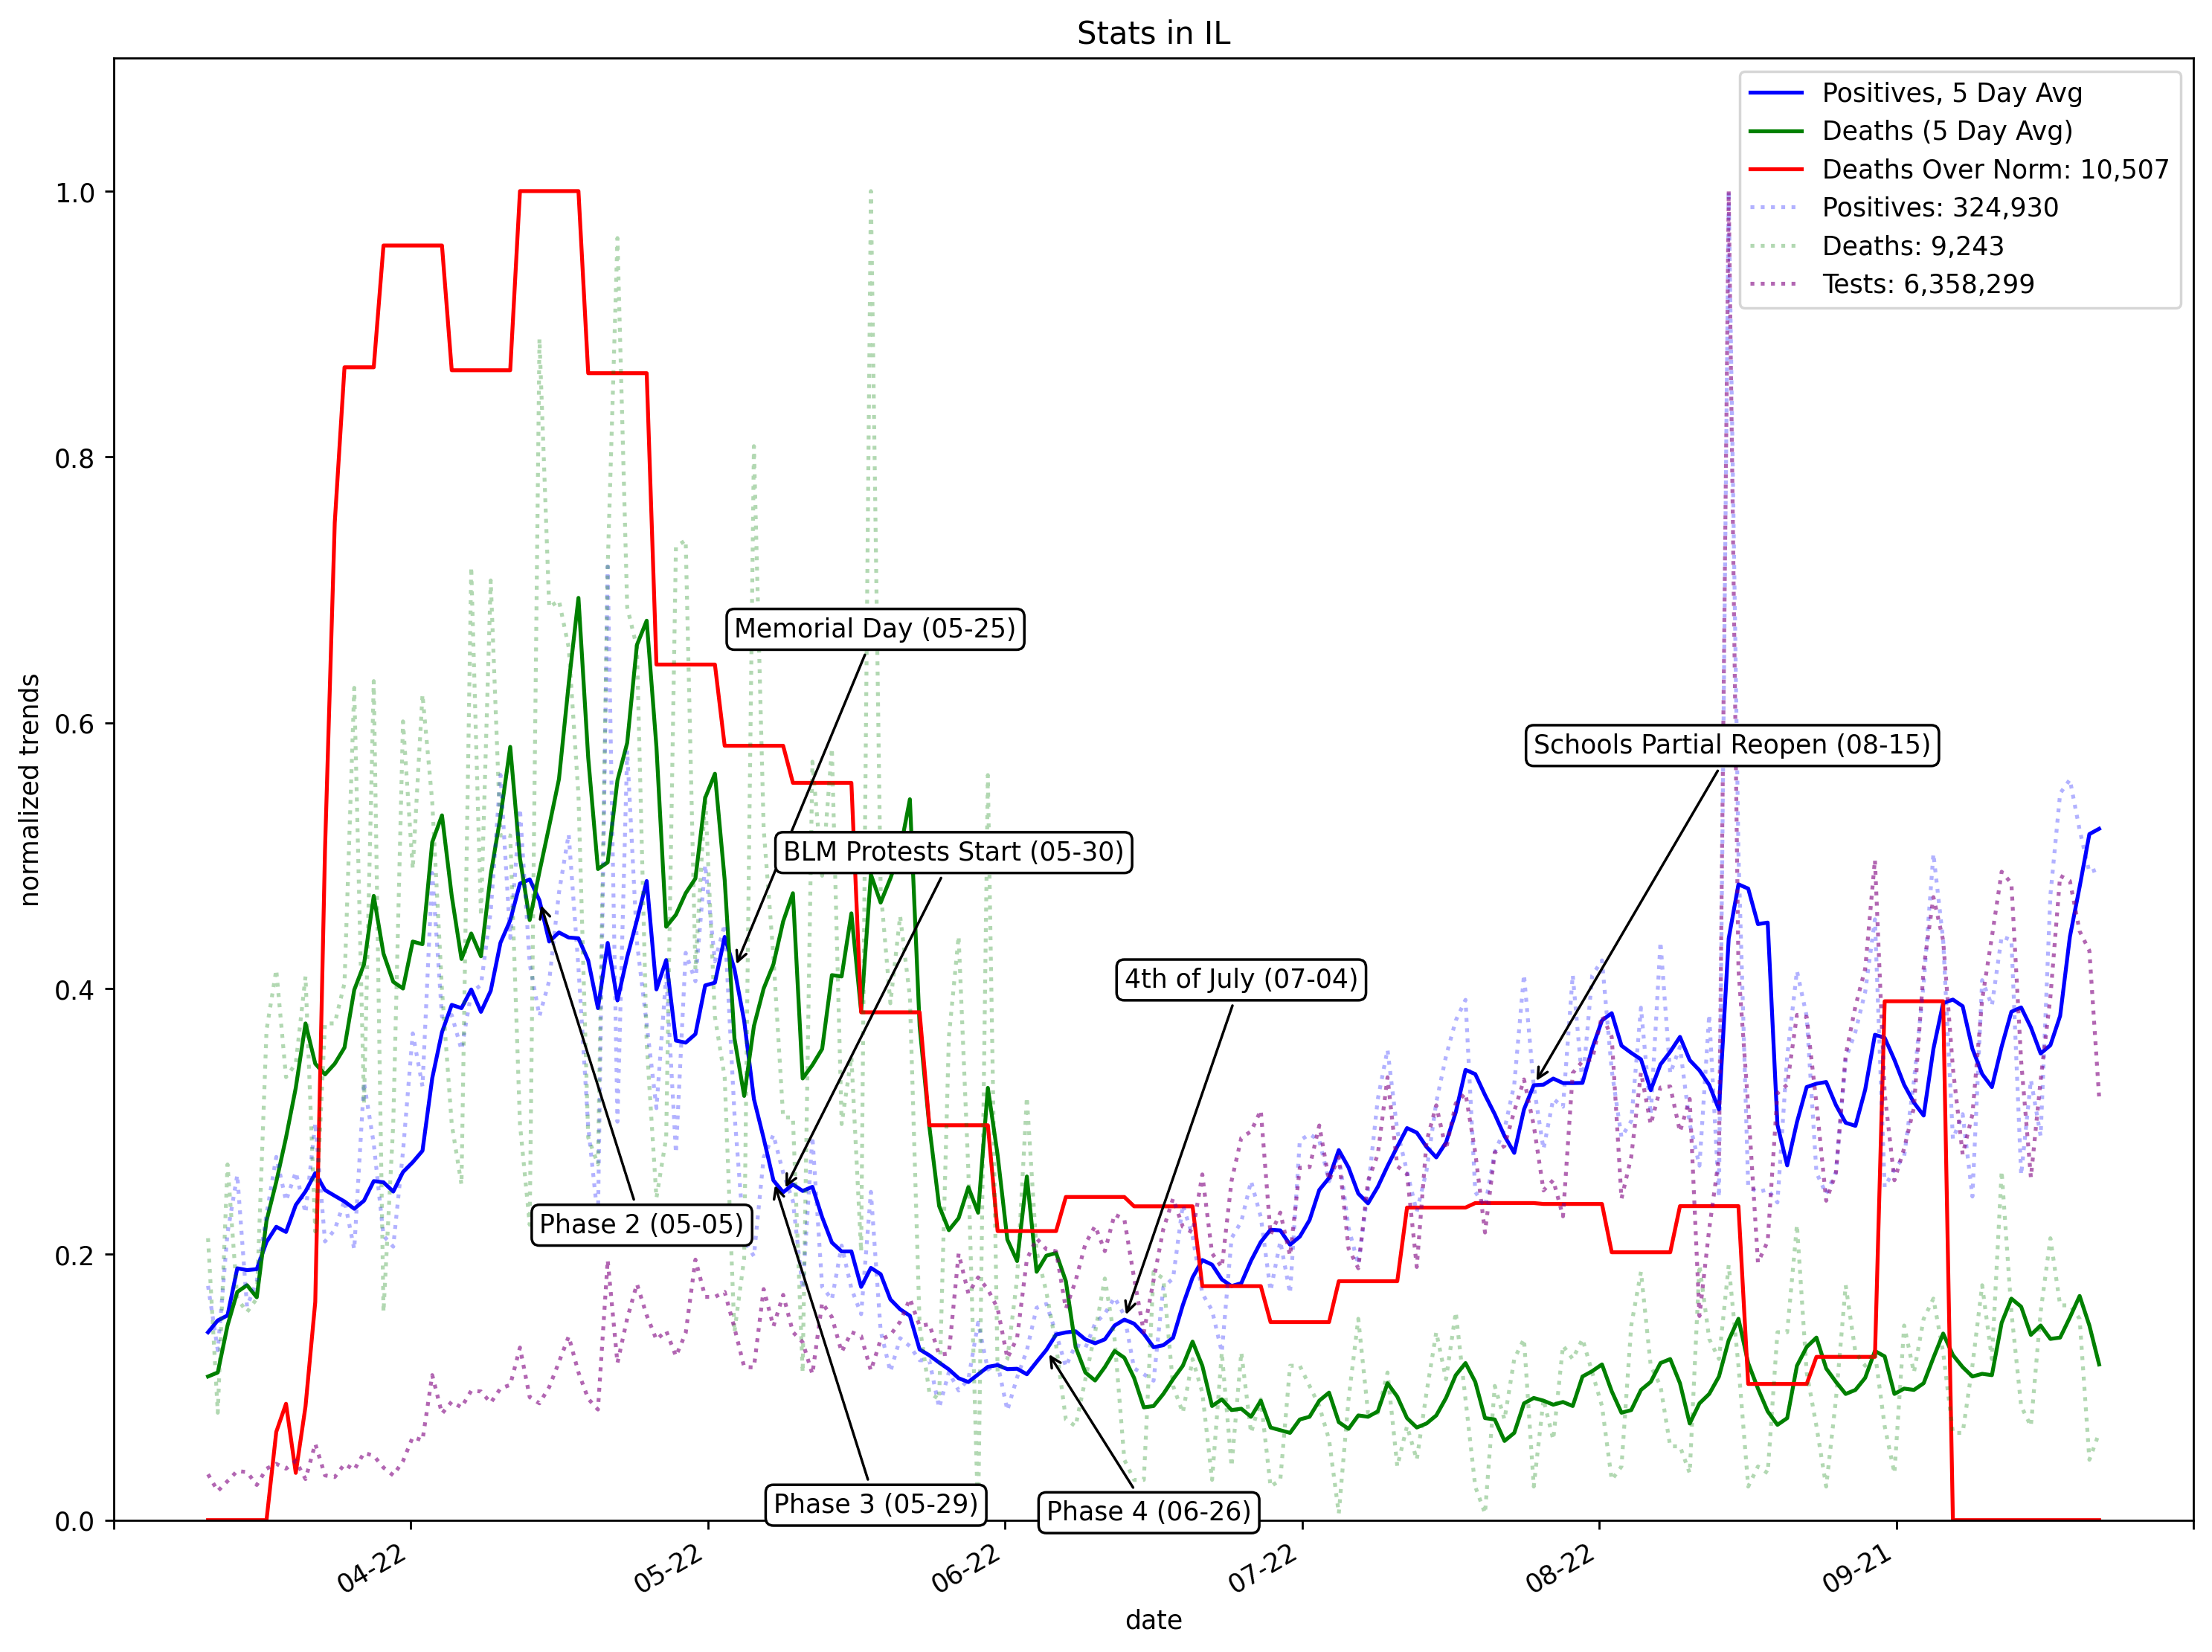 Stats in IL
Positives, 5 Day Avg
Deaths (5 Day Avg)
Deaths Over Norm: 10,507
Positives: 324,930
Deaths: 9,243
Tests: 6,358,299
1.0
0.8
0.6
0.4
0.2
0.0
normalized trends
Memorial Day (05-25)
Schools Partial Reopen (08-15)
BLM Protests Start (05-30)
4th of July (07-04)
Phase 2 (05-05)
Phase 3 (05-29)
Phase 4 (06-26)
04-22
05-22
06-22
07-22
08-22
09-21
date